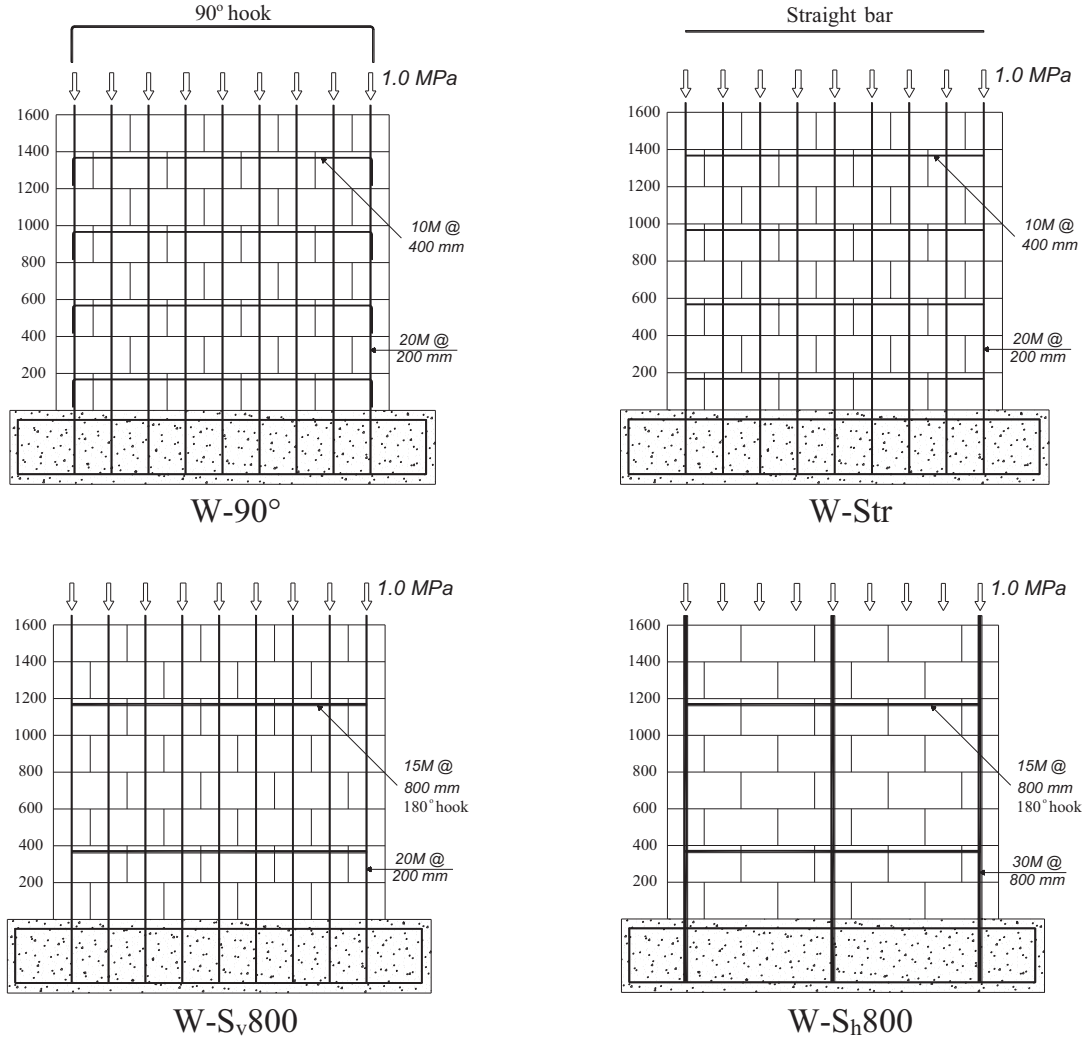 90° hook
1.0 MPa
1600
1400
1200
1000
800
600
400
200
10M @
400 mm
20M @
200 mm
W-90°
Straight bar
1.0 MPa
1600
1400
1200
1000
800
600
400
200
10M @
400 mm
20M @
200 mm
W-Str
1.0 MPa
1600
1400
1200
1000
800
600
400
200
15M @
800 mm
180° hook
20M @
200 mm
W-Sv800
1.0 MPa
1600
1400
1200
1000
800
600
400
200
15M @
800 mm
180° hook
30M @
800 mm
W-Sh800